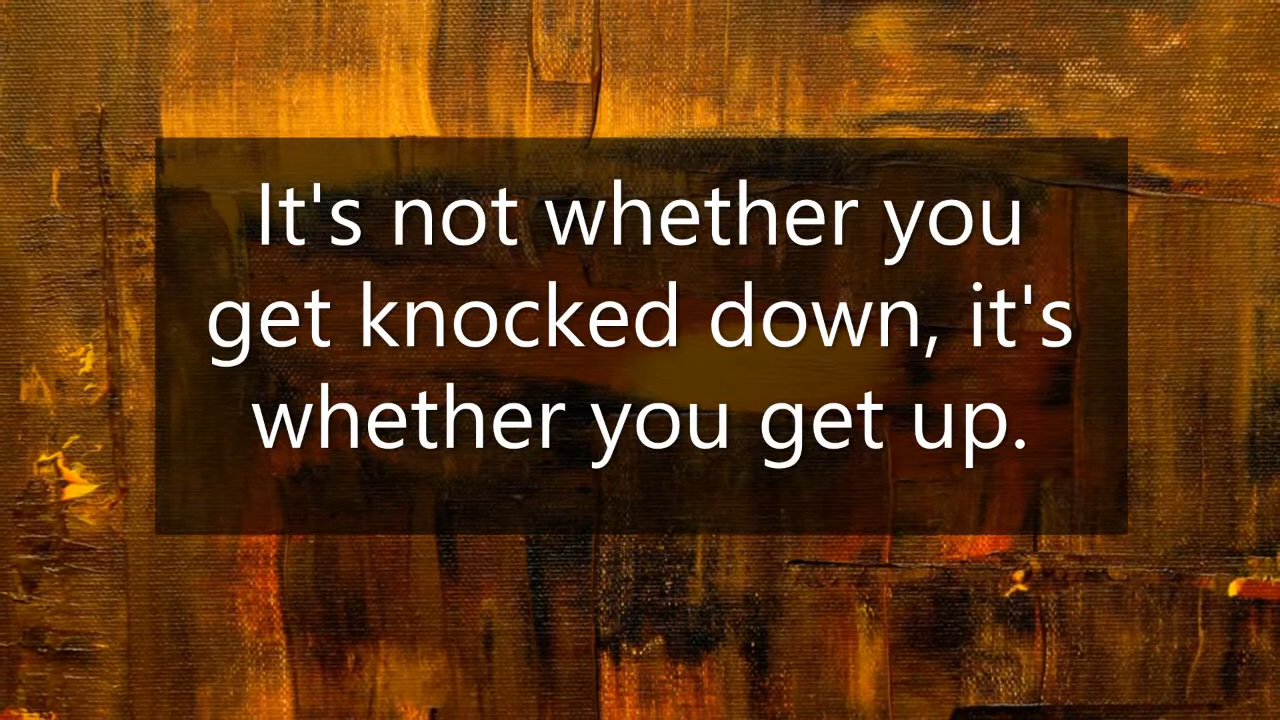 It's not whether you
get knocked down, it's
whether you get up.